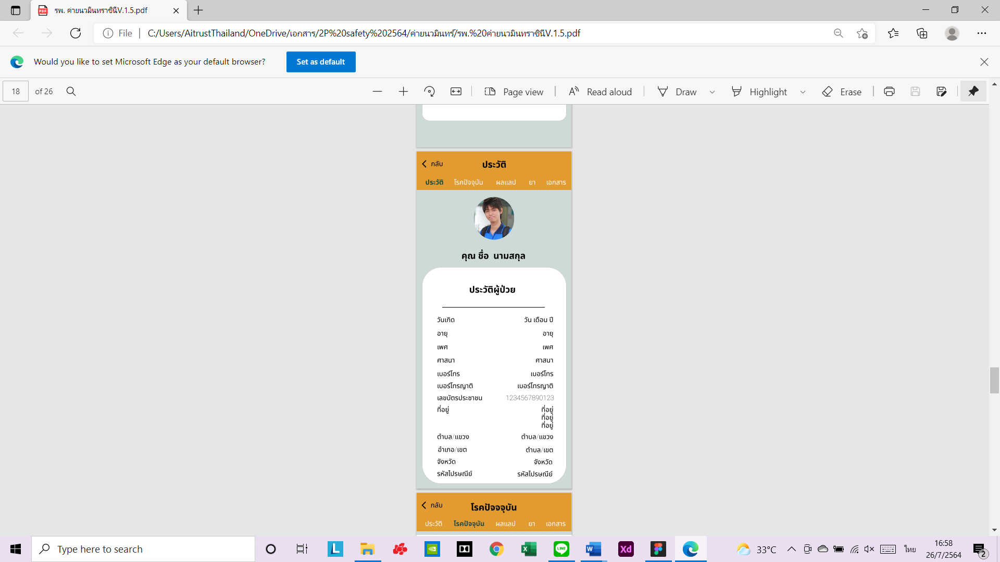 รพ. ค่ายนวมินทราชินีV.1.5.pdf
File
C:/Users/AitrustThailand/OneDrive/เอกสาร/2P%20safety%202564/ค่ายนวมินทร์/รพ.%20ค่ายนวมินทราชินีV.1.5.pdf
Would you like to set Microsoft Edge as your default browser?
Set as default
18 of 26
Page view
Read aloud
Draw
Highlight
Erase
กลับ
ประวัติ
ประวัติ โรคปัจจุบัน ผลแลป ยา เอกสาร
คุณ ชื่อ นามสกุล
ประวัติผู้ป่วย
วันเกิด วัน เดือน ปี
อายุ อายุ
เพศ เพศ
ศาสนา ศาสนา
เบอร์โทร เบอร์โทร
เบอร์โทรญาติ เบอร์โทรญาติ
เลขบัตรประชาชน 1234567890123
ที่อยู่ ที่อยู่
ที่อยู่
ที่อยู่
ตำบล/แขวง ตำบล/แขวง
อำเภอ/เขต ตำบล/เขต
จังหวัด จังหวัด
รหัสไปรษณีย์ รหัสไปรษณีย์
กลับ
โรคปัจจจุบัน
ประวัติ โรคปัจจุบัน ผลแลป ยา เอกสาร
Type here to search
33°C
ไทย
16:58
26/7/2564
2